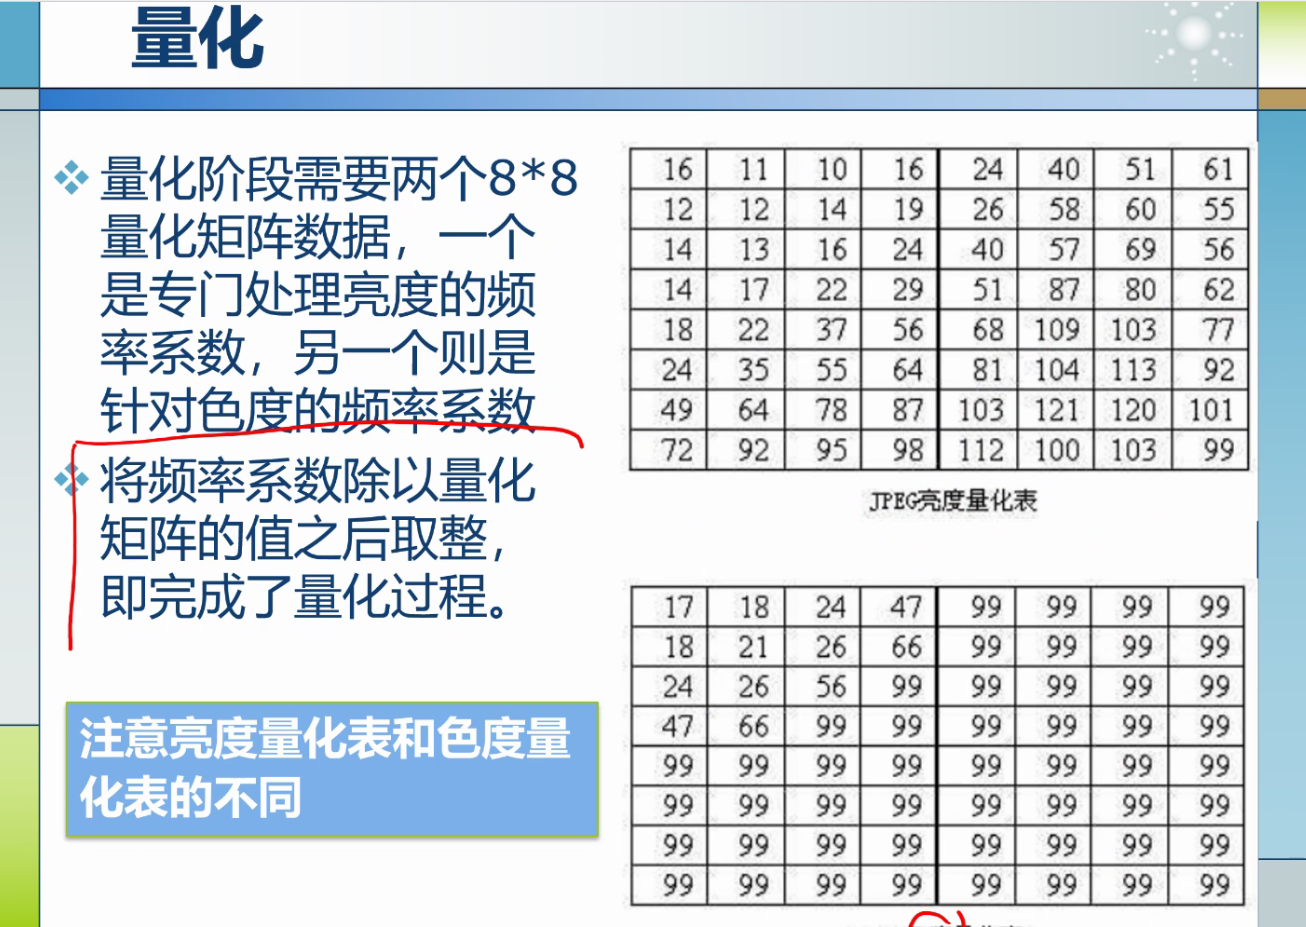 量化
量化阶段需要两个8*8
量化矩阵数据，一个
是专门处理亮度的频
率系数，另一个则是
针对色度的频率系数
将频率系数除以量化
矩阵的值之后取整，
即完成了量化过程。
注意亮度量化表和色度量
化表的不同
16 11 10 16 24 40 51 61
12 12 14 19 26 58 60 55
14 13 16 24 40 57 69 56
14 17 22 29 51 87 80 62
18 22 37 56 68 109 103 77
24 35 55 64 81 104 113 92
49 64 78 87 103 121 120 101
72 92 95 98 112 100 103 99
JPEG亮度量化表
17 18 24 47 99 99 99 99
18 21 26 66 99 99 99 99
24 26 56 99 99 99 99 99
47 66 99 99 99 99 99 99
99 99 99 99 99 99 99 99
99 99 99 99 99 99 99 99
99 99 99 99 99 99 99 99
99 99 99 99 99 99 99 99